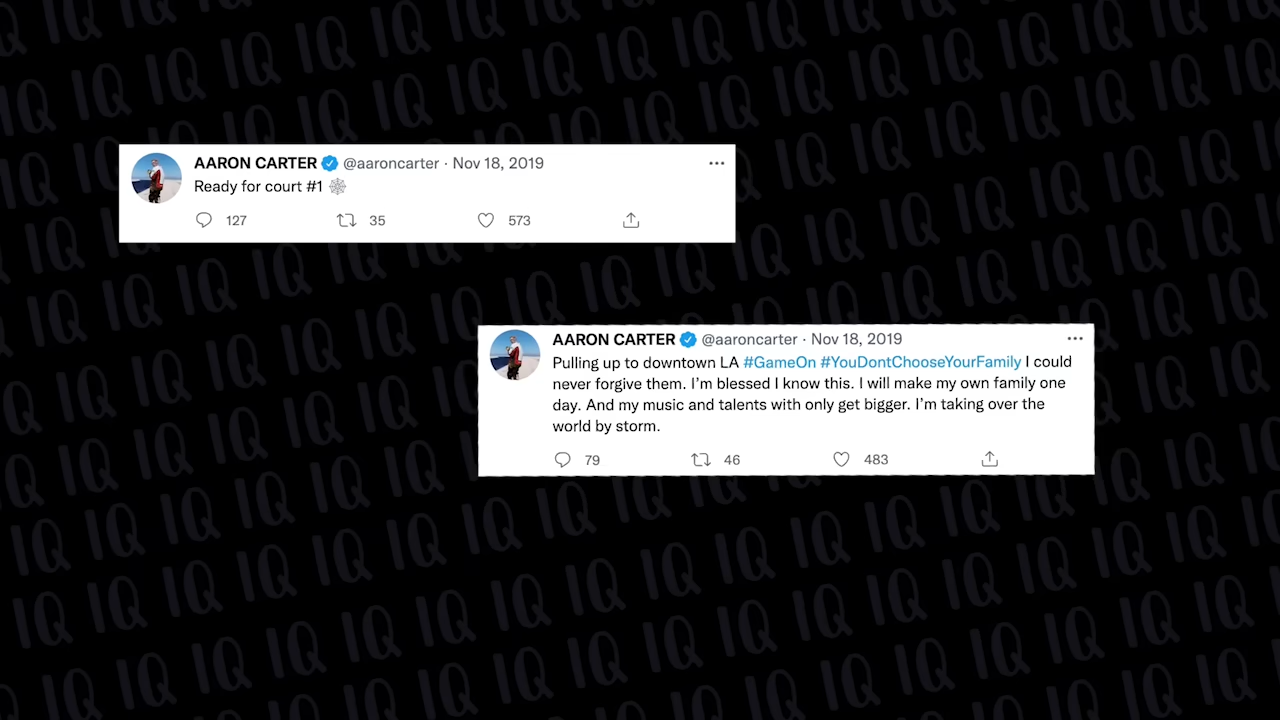 AARON CARTER @aaroncarter · Nov 18, 2019
Ready for court #1 🕸
127 35 573
AARON CARTER @aaroncarter · Nov 18, 2019
Pulling up to downtown LA #GameOn #YouDontChooseYourFamily I could
never forgive them. I’m blessed I know this. I will make my own family one
day. And my music and talents with only get bigger. I’m taking over the
world by storm.
79 46 483